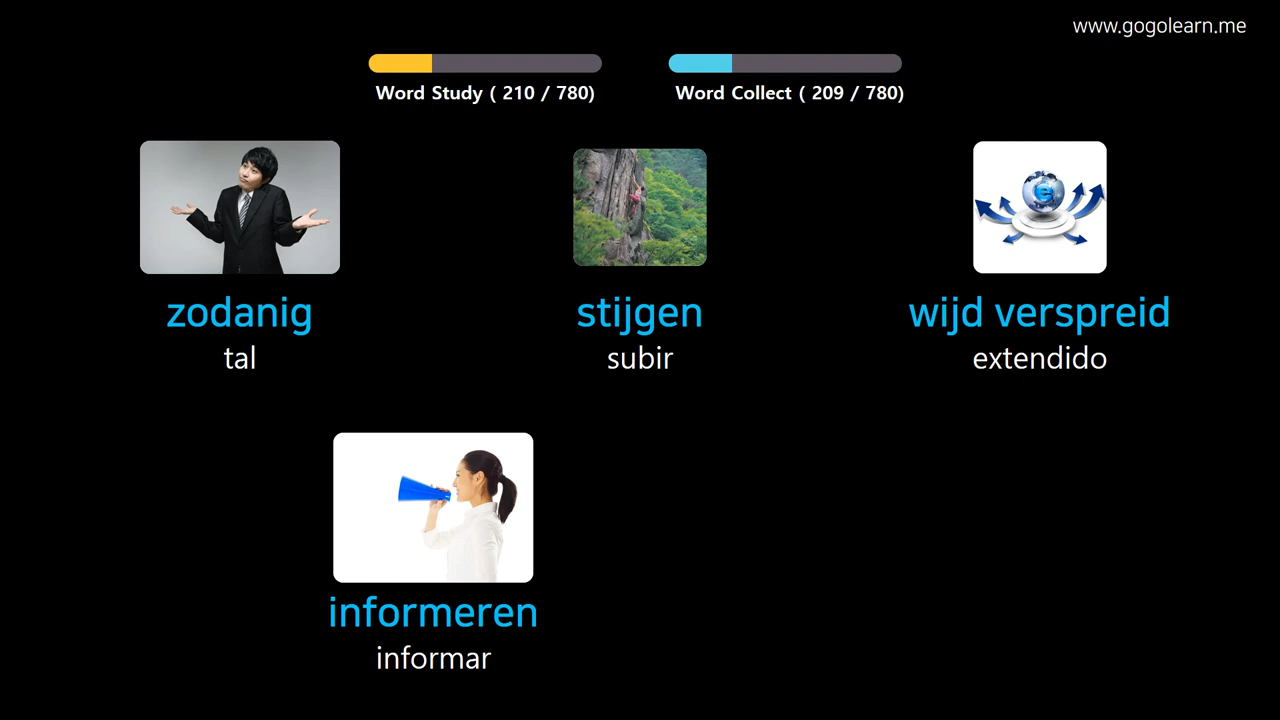 www.gogolearn.me
Word Study ( 210 / 780)
Word Collect ( 209 / 780)
zodanig
tal
stijgen
subir
wijd verspreid
extendido
informeren
informar